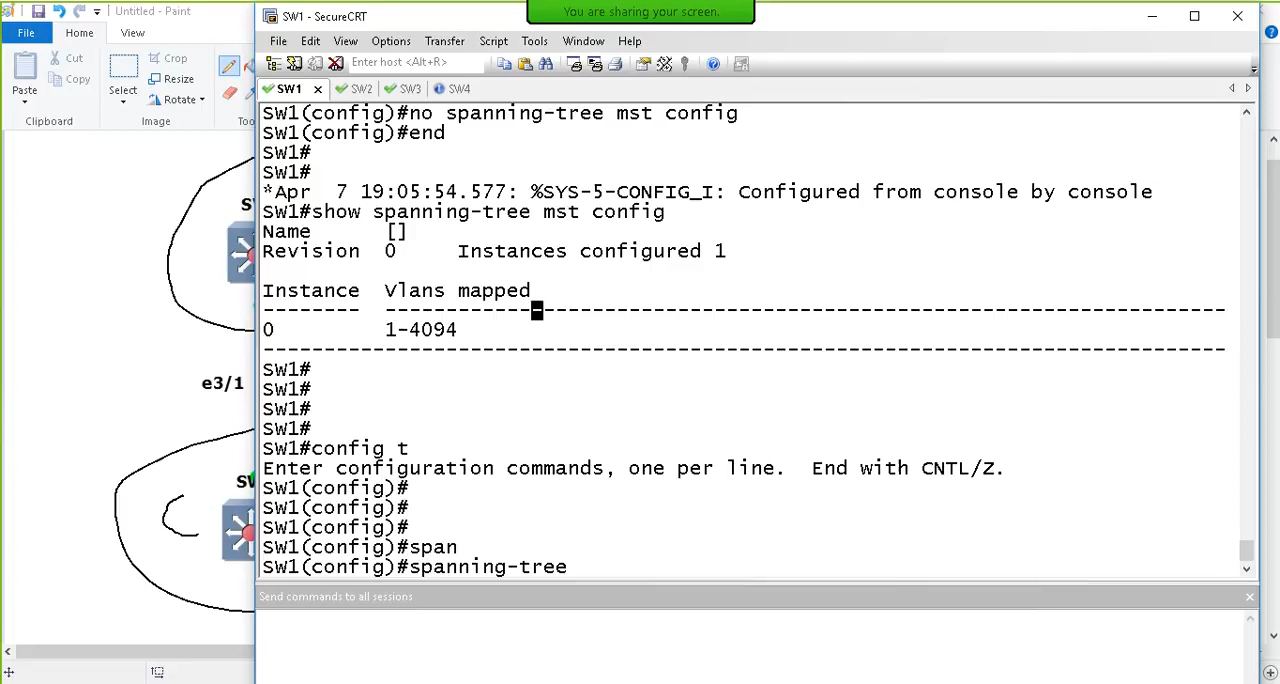 Untitled - Paint
File
Home
View
Paste
Cut
Copy
Clipboard
Select
Crop
Resize
Rotate
Image
You are sharing your screen.
SW1 - SecureCRT
File Edit View Options Transfer Script Tools Window Help
Enter host <Alt+R>
SW1 SW2 SW3 SW4
SW1(config)#no spanning-tree mst config
SW1(config)#end
SW1#
SW1#
*Apr  7 19:05:54.577: %SYS-5-CONFIG_I: Configured from console by console
SW1#show spanning-tree mst config
Name      []
Revision  0     Instances configured 1
Instance  Vlans mapped
--------  ---------------------------------------------------------------------
0         1-4094
-------------------------------------------------------------------------------
SW1#
SW1#
SW1#
SW1#
SW1#config t
Enter configuration commands, one per line.  End with CNTL/Z.
SW1(config)#
SW1(config)#
SW1(config)#
SW1(config)#span
SW1(config)#spanning-tree
Send commands to all sessions
e3/1